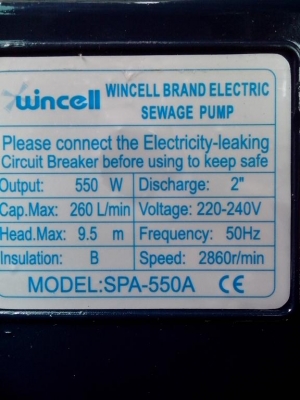 wincell
WINCELL BRAND ELECTRIC
SEWAGE PUMP
Please connect the Electricity-leaking
Circuit Breaker before using to keep safe
Output: 550 W Discharge: 2"
Cap.Max: 260 L/min Voltage: 220-240V
Head.Max: 9.5 m Frequency: 50Hz
Insulation: B Speed: 2860r/min
MODEL:SPA-550A CE